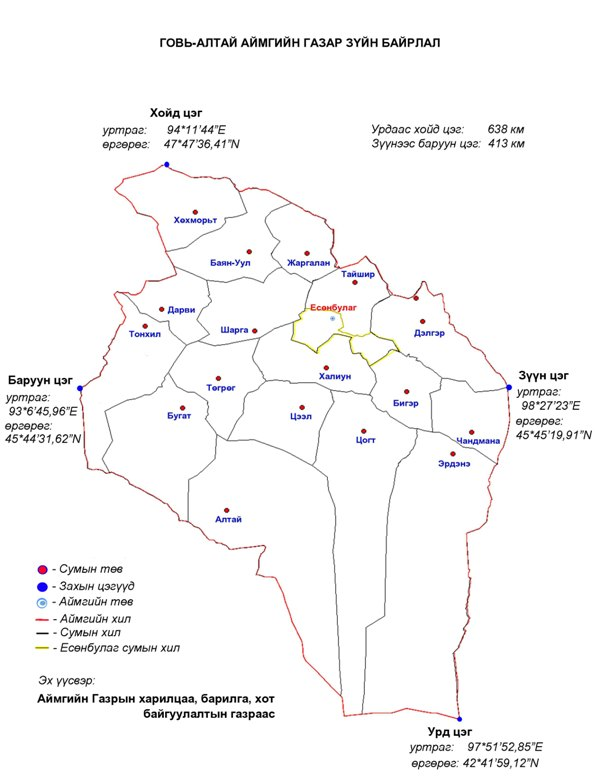 ГОВЬ-АЛТАЙ АЙМГИЙН ГАЗАР ЗҮЙН БАЙРЛАЛ
Хойд цэг
уртраг: 94*11'44"E
өргөрөг: 47*47'36,41"N
Урдаас хойд цэг: 638 км
Зүүнээс баруун цэг: 413 км
Хөхморьт
Баян-Уул
Жаргалан
Тайшир
Дарви
Есөнбулаг
Тонхил
Шарга
Дэлгэр
Баруун цэг
уртраг:
93*6'45,96"E
өргөрөг:
45*44'31,62"N
Төгрөг
Халиун
Зүүн цэг
уртраг:
98*27'23"E
өргөрөг:
45*45'19,91"N
Бугат
Цээл
Бигэр
Цогт
Чандмана
Эрдэнэ
Алтай
- Сумын төв
- Захын цэгүүд
- Аймгийн төв
- Аймгийн хил
- Сумын хил
- Есөнбулаг сумын хил
Эх үүсвэр:
Аймгийн Газрын харилцаа, барилга, хот
байгуулалтын газраас
Урд цэг
уртраг: 97*51'52,85"E
өргөрөг: 42*41'59,12"N